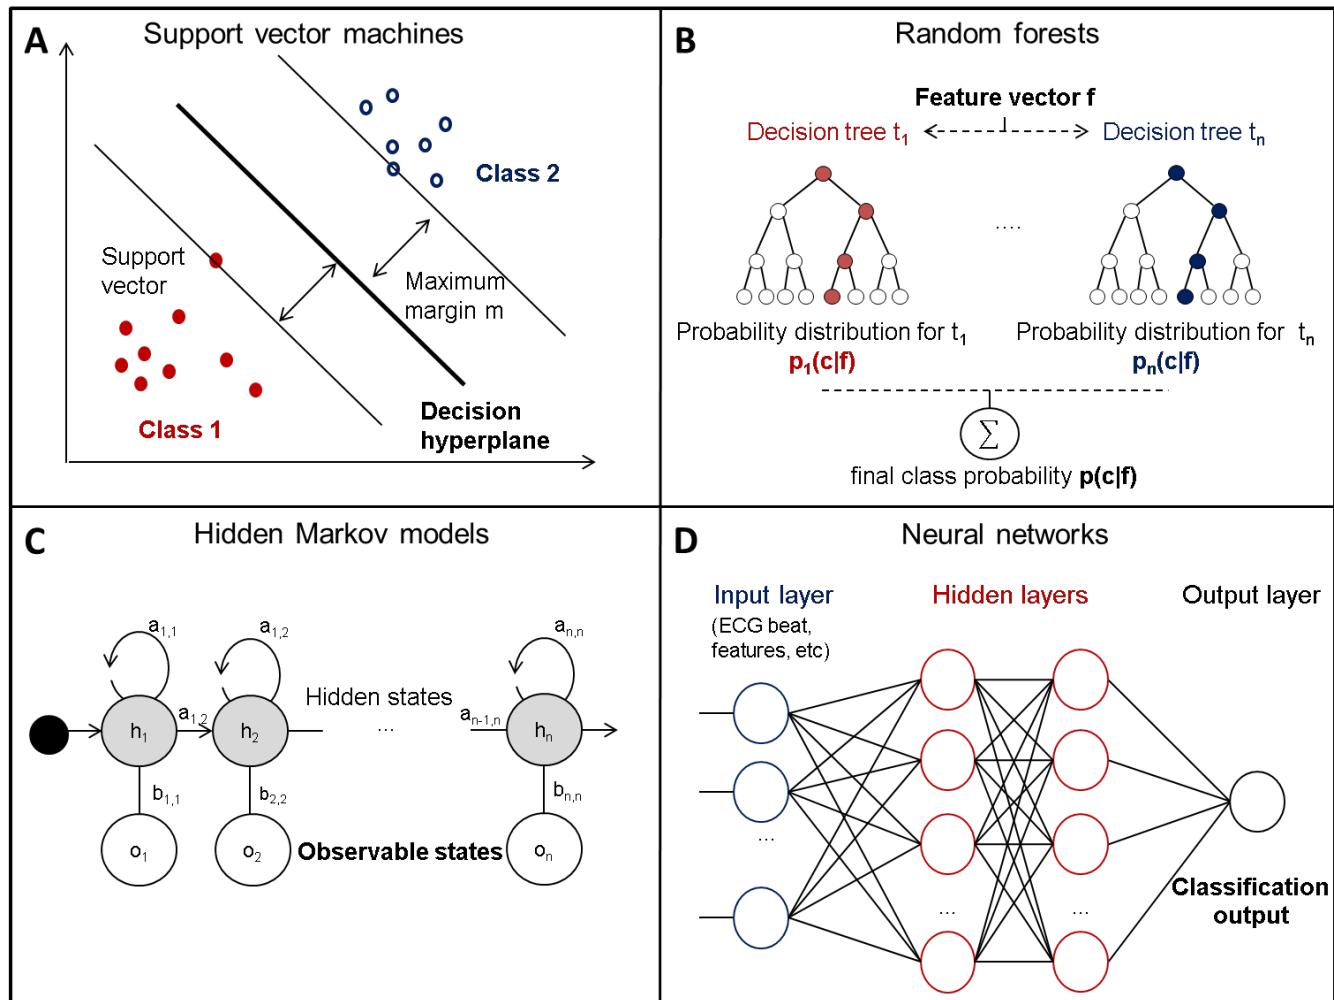 A
Support vector machines
Class 2
Support
vector
Maximum
margin m
Class 1
Decision
hyperplane
B
Random forests
Feature vector f
Decision tree t1
Decision tree tn
....
Probability distribution for t1
p1(c|f)
Probability distribution for tn
pn(c|f)
Σ
final class probability p(c|f)
C
Hidden Markov models
a1,1
a1,2
an,n
Hidden states
h1
a1,2
h2
...
an-1,n
hn
b1,1
b2,2
bn,n
o1
o2
Observable states
on
D
Neural networks
Input layer
(ECG beat,
features, etc)
Hidden layers
Output layer
...
...
...
Classification
output